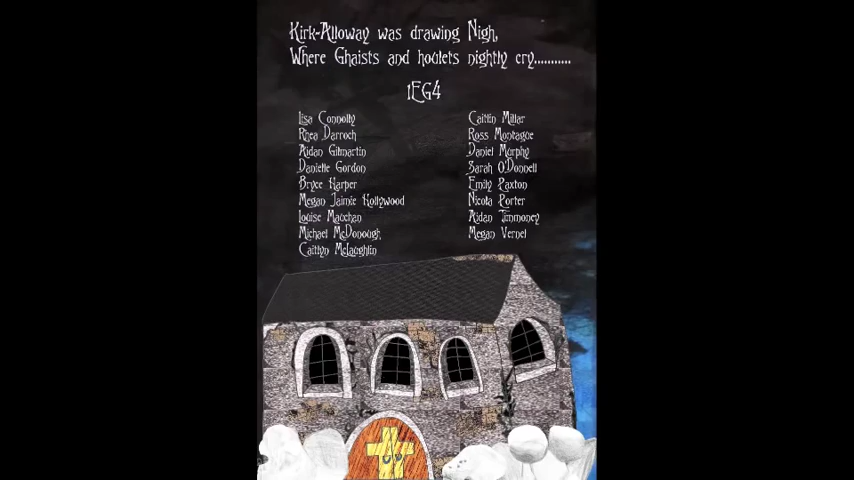 Kirk-Alloway was drawing Nigh,
Where Ghaists and houlets nightly cry...........
1EG4
Lisa Connolly
Rhea Darroch
Aidan Gilmartin
Danielle Gordon
Bryce Harper
Megan Jaimie Hollywood
Louise Mauchan
Michael McDonough
Caitlyn McLaughlin
Caitlin Millar
Ross Montague
Daniel Murphy
Sarah O'Donnell
Emily Paxton
Nicola Porter
Aidan Timmoney
Megan Vernel